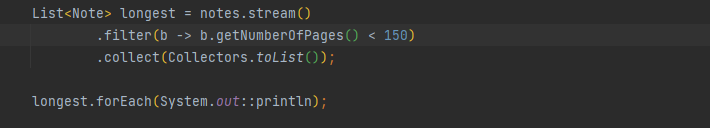 List<Note> longest = notes.stream()
.filter(b -> b.getNumberOfPages() < 150)
.collect(Collectors.toList());
longest.forEach(System.out::println);